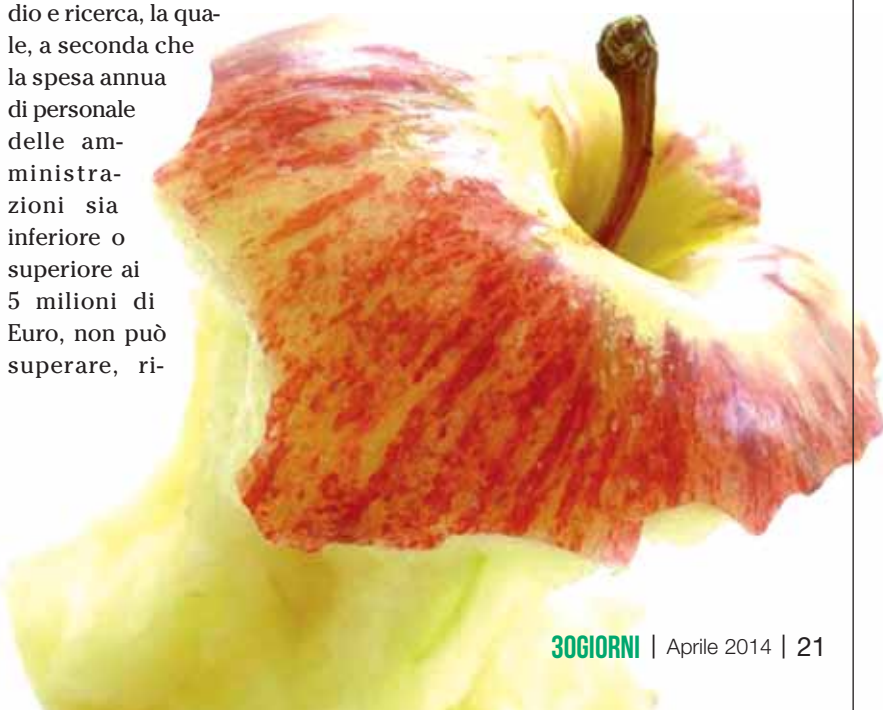 dio e ricerca, la qua-
le, a seconda che
la spesa annua
di personale
delle am-
ministra-
zioni sia
inferiore o
superiore ai
5 milioni di
Euro, non può
superare, ri-
30GIORNI | Aprile 2014 | 21